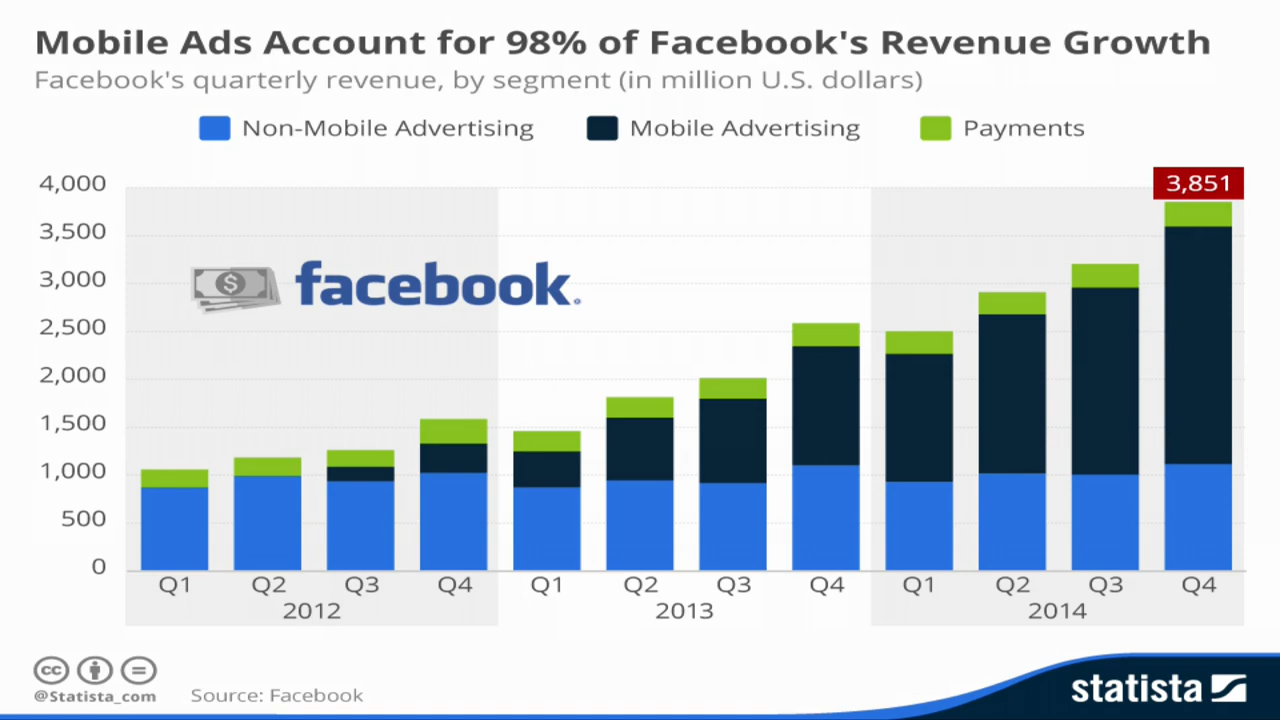 Mobile Ads Account for 98% of Facebook's Revenue Growth
Facebook's quarterly revenue, by segment (in million U.S. dollars)
Non-Mobile Advertising Mobile Advertising Payments
3,851
4,000
3,500
3,000
2,500
2,000
1,500
1,000
500
0
$ facebook®
Q1 Q2 Q3 Q4 Q1 Q2 Q3 Q4 Q1 Q2 Q3 Q4
2012 2013 2014
cc =
@Statista_com Source: Facebook
statista